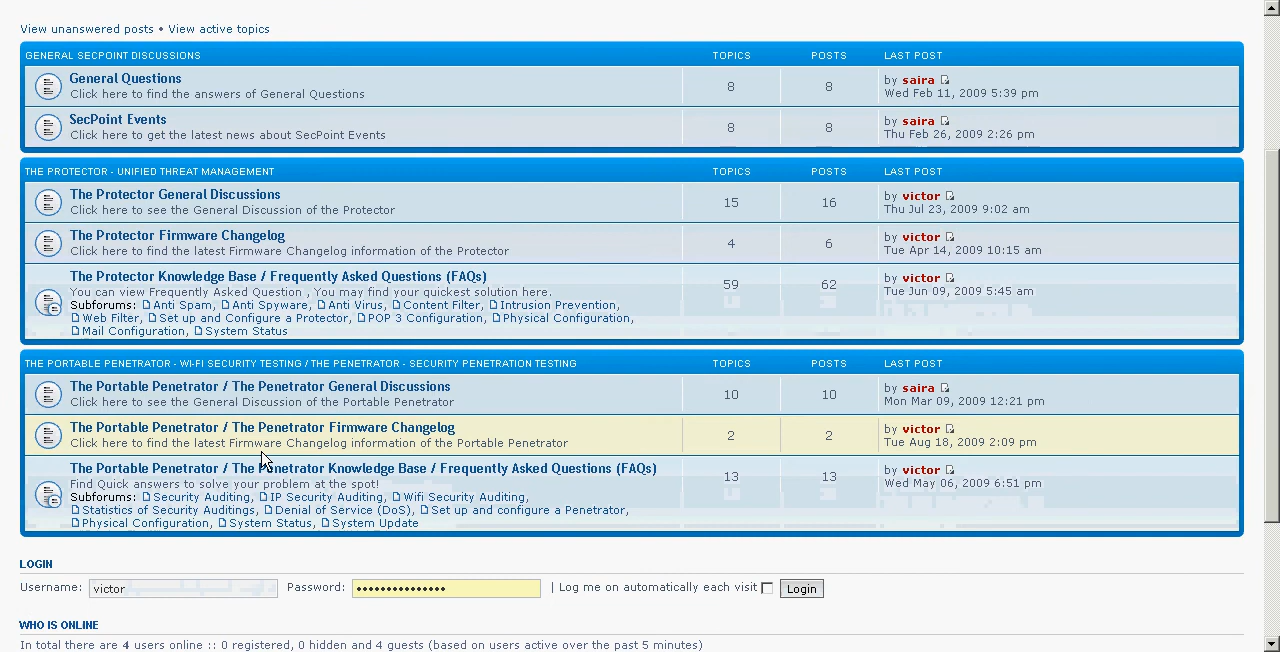 View unanswered posts • View active topics
GENERAL SECPOINT DISCUSSIONS TOPICS POSTS LAST POST
General Questions
Click here to find the answers of General Questions
8 8
by saira
Wed Feb 11, 2009 5:39 pm
SecPoint Events
Click here to get the latest news about SecPoint Events
8 8
by saira
Thu Feb 26, 2009 2:26 pm
THE PROTECTOR - UNIFIED THREAT MANAGEMENT TOPICS POSTS LAST POST
The Protector General Discussions
Click here to see the General Discussion of the Protector
15 16
by victor
Thu Jul 23, 2009 9:02 am
The Protector Firmware Changelog
Click here to find the latest Firmware Changelog information of the Protector
4 6
by victor
Tue Apr 14, 2009 10:15 am
The Protector Knowledge Base / Frequently Asked Questions (FAQs)
You can view Frequently Asked Question , You may find your quickest solution here.
Subforums: Anti Spam, Anti Spyware, Anti Virus, Content Filter, Intrusion Prevention,
Web Filter, Set up and Configure a Protector, POP 3 Configuration, Physical Configuration,
Mail Configuration, System Status
59 62
by victor
Tue Jun 09, 2009 5:45 am
THE PORTABLE PENETRATOR - WI-FI SECURITY TESTING / THE PENETRATOR - SECURITY PENETRATION TESTING TOPICS POSTS LAST POST
The Portable Penetrator / The Penetrator General Discussions
Click here to see the General Discussion of the Portable Penetrator
10 10
by saira
Mon Mar 09, 2009 12:21 pm
The Portable Penetrator / The Penetrator Firmware Changelog
Click here to find the latest Firmware Changelog information of the Portable Penetrator
2 2
by victor
Tue Aug 18, 2009 2:09 pm
The Portable Penetrator / The Penetrator Knowledge Base / Frequently Asked Questions (FAQs)
Find Quick answers to solve your problem at the spot!
Subforums: Security Auditing, IP Security Auditing, Wifi Security Auditing,
Statistics of Security Auditings, Denial of Service (DoS), Set up and configure a Penetrator,
Physical Configuration, System Status, System Update
13 13
by victor
Wed May 06, 2009 6:51 pm
LOGIN
Username: victor Password: ••••••••••••••• | Log me on automatically each visit Login
WHO IS ONLINE
In total there are 4 users online :: 0 registered, 0 hidden and 4 guests (based on users active over the past 5 minutes)